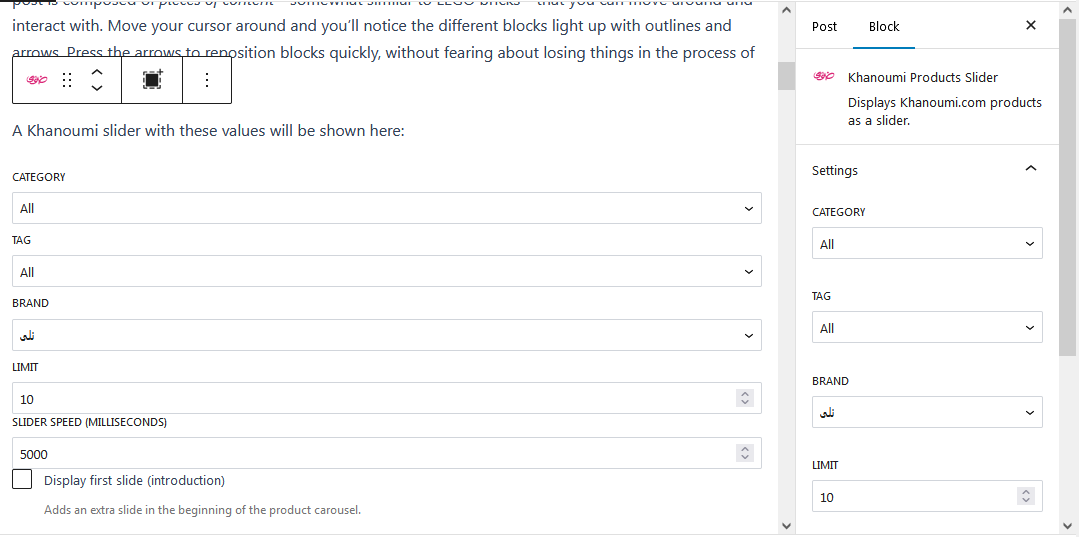 interact with. Move your cursor around and you'll notice the different blocks light up with outlines and
arrows. Press the arrows to reposition blocks quickly, without fearing about losing things in the process of
A Khanoumi slider with these values will be shown here:
CATEGORY
All
TAG
All
BRAND
نلی
LIMIT
10
SLIDER SPEED (MILLISECONDS)
5000
Display first slide (introduction)
Adds an extra slide in the beginning of the product carousel.
Post
Block
Khanoumi Products Slider
Displays Khanoumi.com products
as a slider.
Settings
CATEGORY
All
TAG
All
BRAND
نلی
LIMIT
10